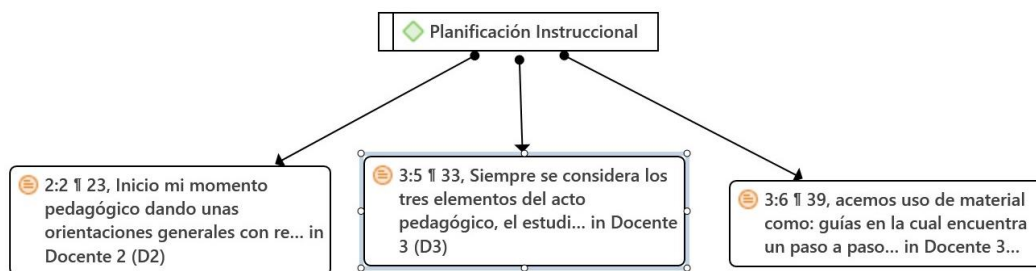 Planificación Instruccional
2:2 ¶ 23, Inicio mi momento
pedagógico dando unas
orientaciones generales con re... in
Docente 2 (D2)
3:5 ¶ 33, Siempre se considera los
tres elementos del acto
pedagógico, el estudi... in Docente
3 (D3)
3:6 ¶ 39, acemos uso de material
como: guías en la cual encuentra
un paso a paso... in Docente 3...